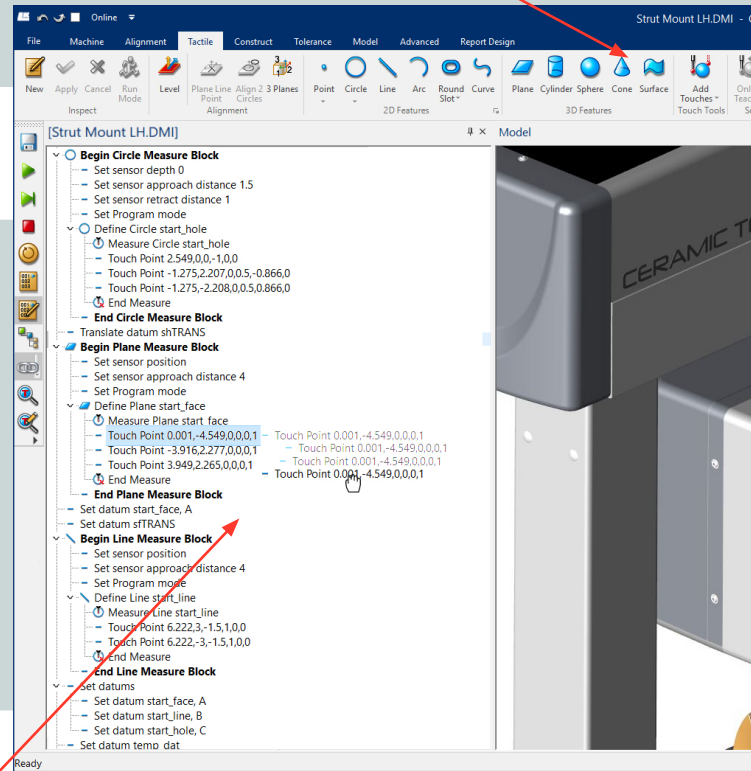 Online
Strut Mount LH.DMI -
File Machine Alignment Tactile Construct Tolerance Model Advanced Report Design
New Apply Cancel Run Mode
Level
Plane Line Point
Align 2 Circles
3 Planes
Point Circle Line Arc Round Slot Curve
Plane Cylinder Sphere Cone Surface
Add Touches
Inspect Alignment 2D Features 3D Features Touch Tools
[Strut Mount LH.DMI]
Model
Begin Circle Measure Block
Set sensor depth 0
Set sensor approach distance 1.5
Set sensor retract distance 1
Set Program mode
Define Circle start_hole
Measure Circle start_hole
Touch Point 2.549,0,0,-1,0,0
Touch Point -1.275,2.207,0,0.5,-0.866,0
Touch Point -1.275,-2.208,0,0.5,0.866,0
End Measure
End Circle Measure Block
Translate datum shTRANS
Begin Plane Measure Block
Set sensor position
Set sensor approach distance 4
Set Program mode
Define Plane start_face
Measure Plane start_face
Touch Point 0.001,-4.549,0,0,0,1 Touch Point 0.001,-4.549,0,0,0,1
Touch Point -3.916,2.277,0,0,0,1 Touch Point 0.001,-4.549,0,0,0,1
Touch Point 3.949,2.265,0,0,0,1 Touch Point 0.001,-4.549,0,0,0,1
End Measure Touch Point 0.001,-4.549,0,0,0,1
End Plane Measure Block
Set datum start_face, A
Set datum sfTRANS
Begin Line Measure Block
Set sensor position
Set sensor approach distance 4
Set Program mode
Define Line start_line
Measure Line start_line
Touch Point 6.222,3,-1.5,1,0,0
Touch Point 6.222,-3,-1.5,1,0,0
End Measure
End Line Measure Block
Set datums
Set datum start_face, A
Set datum start_line, B
Set datum start_hole, C
Set datum temp_dat
Ready
CERAMIC